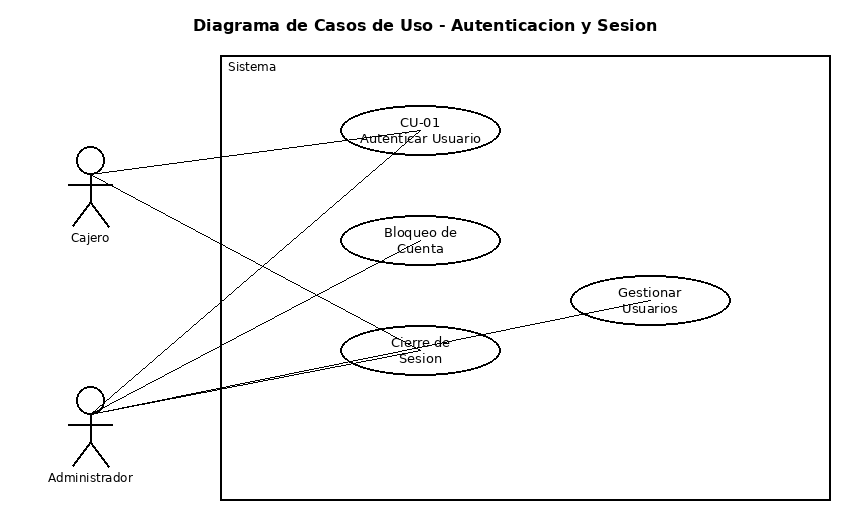 Diagrama de Casos de Uso - Autenticacion y Sesion
Sistema
CU-01
Autenticar Usuario
Cajero
Bloqueo de
Cuenta
Gestionar
Usuarios
Cierre de
Sesion
Administrador